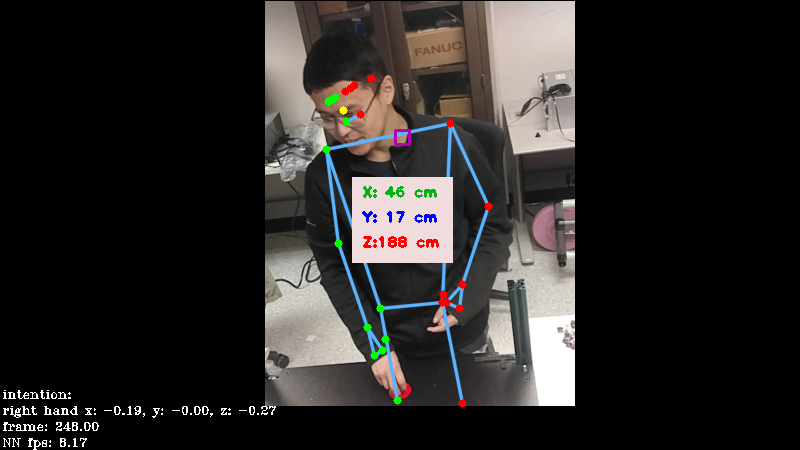 FANUC
X: 46 cm
Y: 17 cm
Z:188 cm
intention:
right hand x: -0.19, y: -0.00, z: -0.27
frame: 248.00
NN fps: 8.17